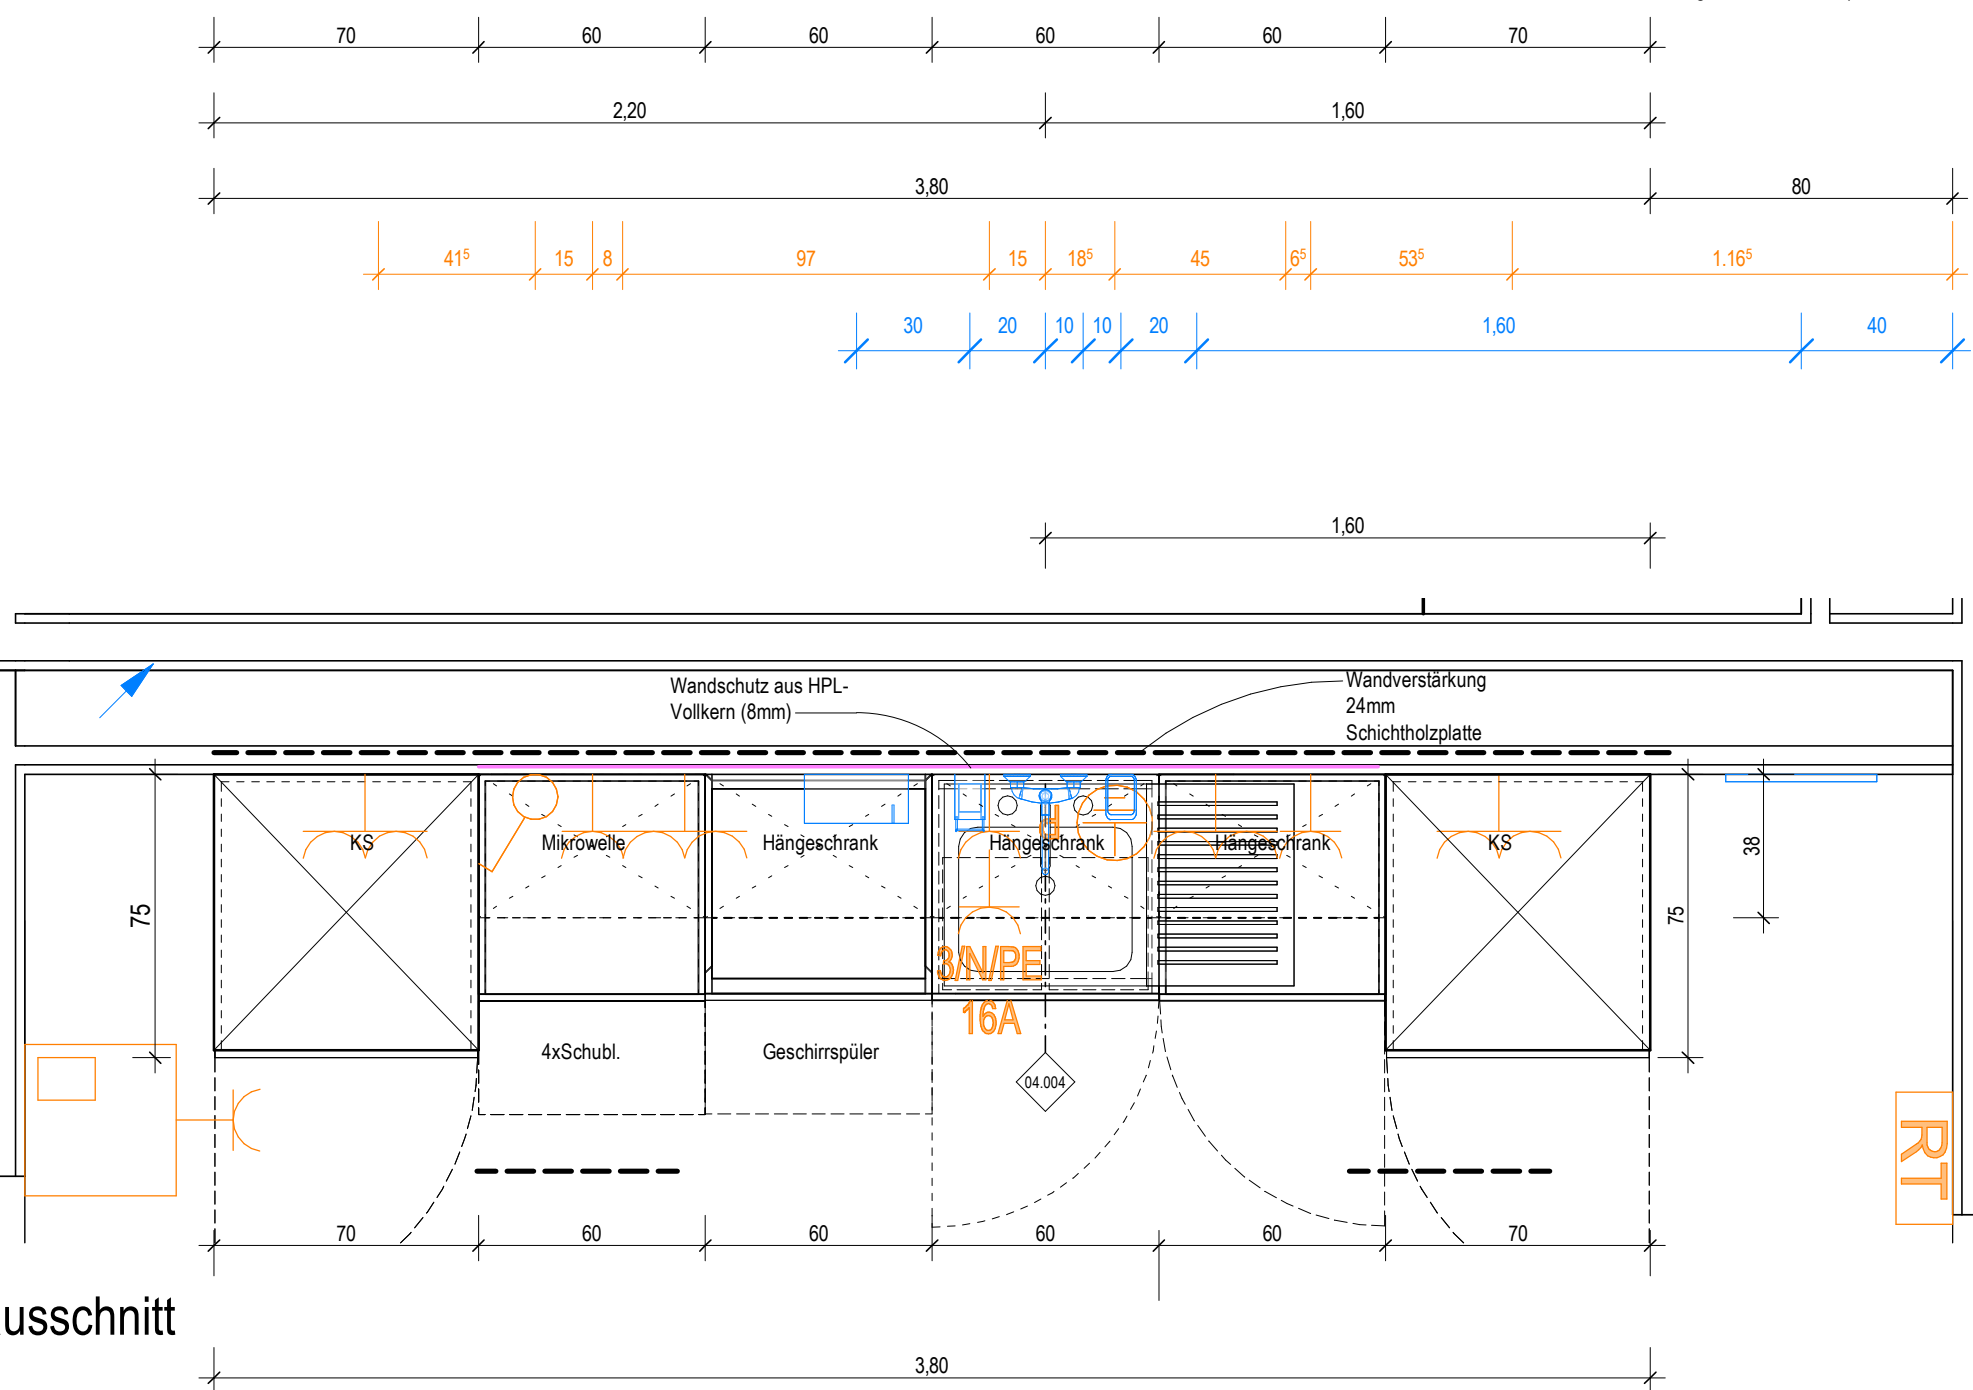 70 60 60 60 60 70
2,20 1,60
3,80 80
41⁵ 15 8 97 15 18⁵ 45 6⁵ 53⁵ 1.16⁵
30 20 10 10 20 1,60 40
1,60
Wandschutz aus HPL-
Vollkern (8mm)
Wandverstärkung
24mm
Schichtholzplatte
KS Mikrowelle Hängeschrank Hängeschrank Hängeschrank KS
38
75
75
3/N/PE
16A
4xSchubl. Geschirrspüler
04.004
RT
70 60 60 60 60 70
usschnitt
3,80